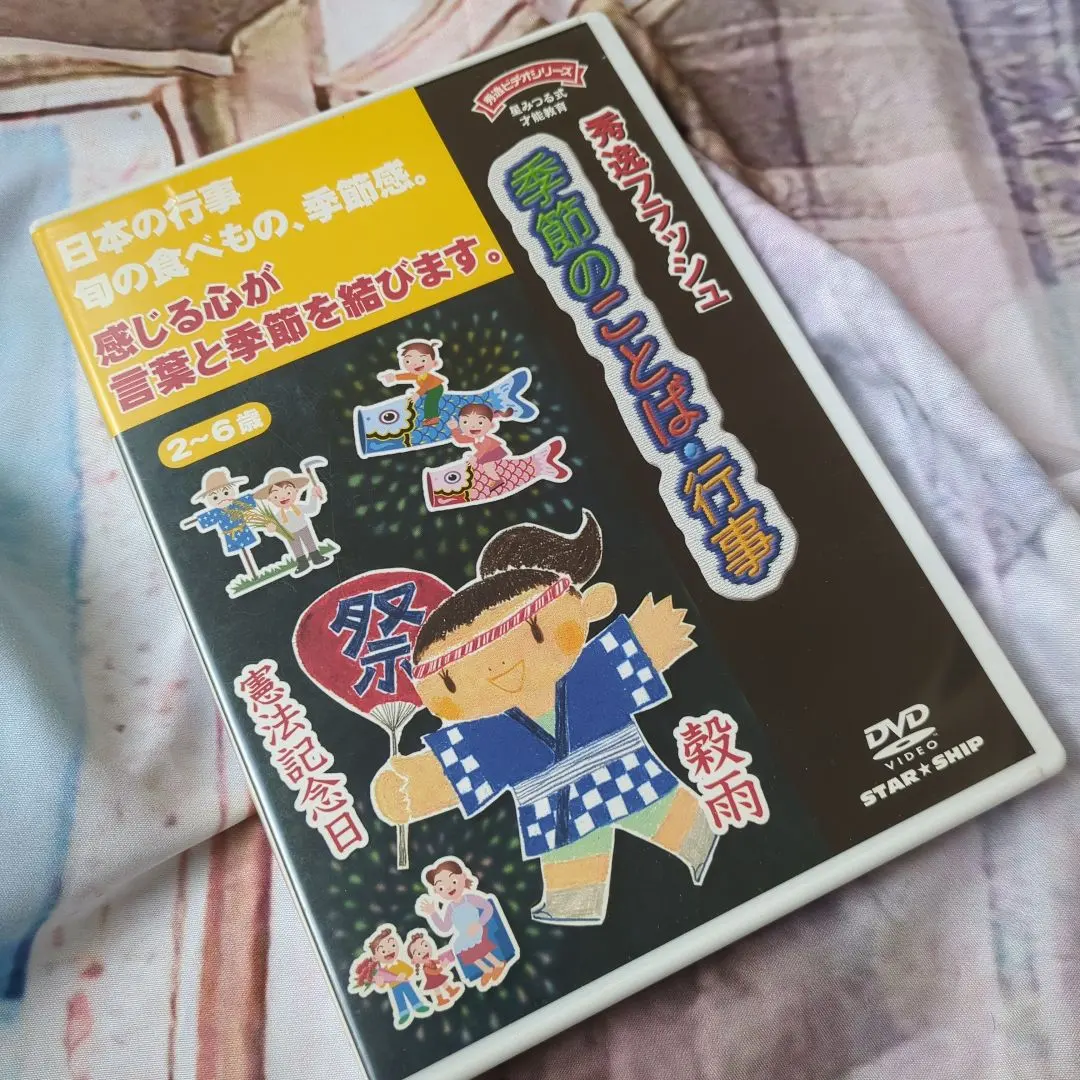 日本の行事
旬の食べもの、季節感。
感じる心が
言葉と季節を結びます。
2〜6歳
秀逸ビデオシリーズ
星みつる式
才能教育
秀逸フラッシュ
季節のことば・行事
祭
憲法記念日
穀雨
DVD
VIDEO
STAR★SHIP